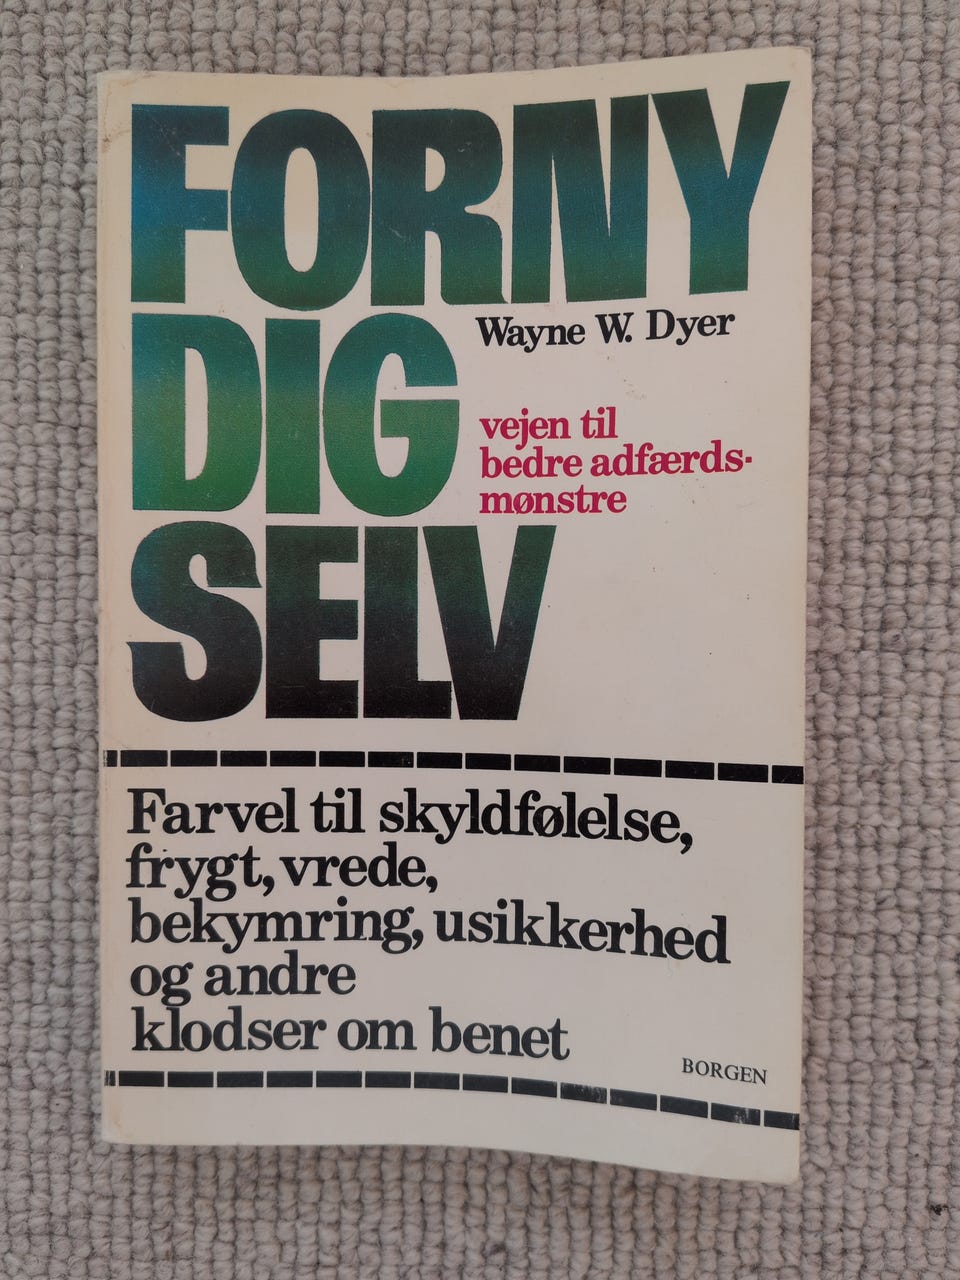 FORNY
DIG
SELV
Wayne W. Dyer
vejen til
bedre adfærds-
mønstre
Farvel til skyldfølelse,
frygt, vrede,
bekymring, usikkerhed
og andre
klodser om benet
BORGEN